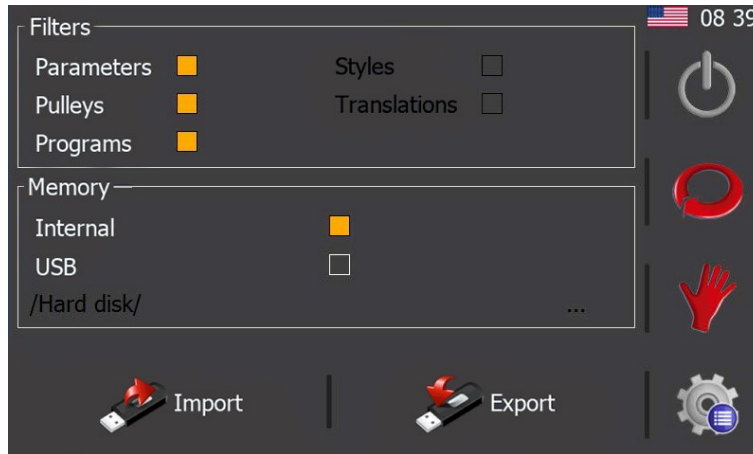 08 39
Filters
Parameters Styles
Pulleys Translations
Programs
Memory
Internal
USB
/Hard disk/ ...
Import Export